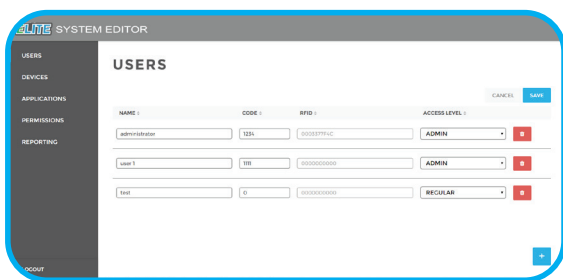 ELITE SYSTEM EDITOR
USERS
DEVICES
APPLICATIONS
PERMISSIONS
REPORTING
LOGOUT
USERS
CANCEL SAVE
NAME CODE RFID ACCESS LEVEL
administrator 1234 ADMIN
user 1 1111 0000000000 ADMIN
test 0 0000000000 REGULAR
+